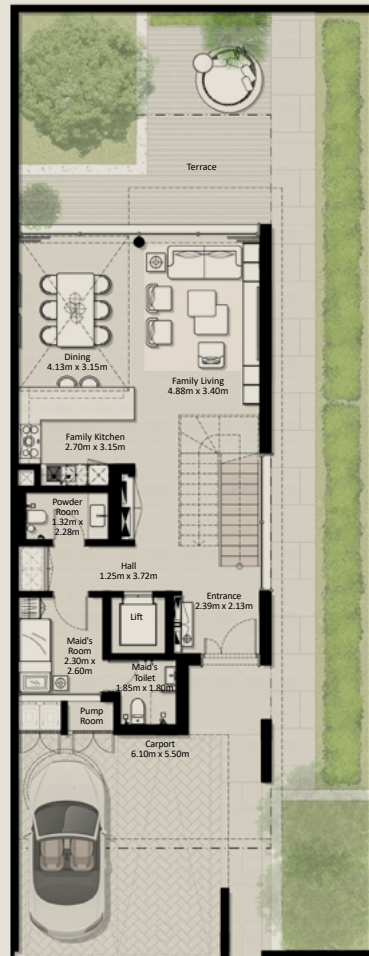 Terrace
Dining
4.13m x 3.15m
Family Living
4.88m x 3.40m
Family Kitchen
2.70m x 3.15m
Powder
Room
1.32m x
2.28m
Hall
1.25m x 3.72m
Entrance
2.39m x 2.13m
Lift
Maid's
Room
2.30m x
2.60m
Maid's
Toilet
1.85m x 1.80m
Pump
Room
Carport
6.10m x 5.50m